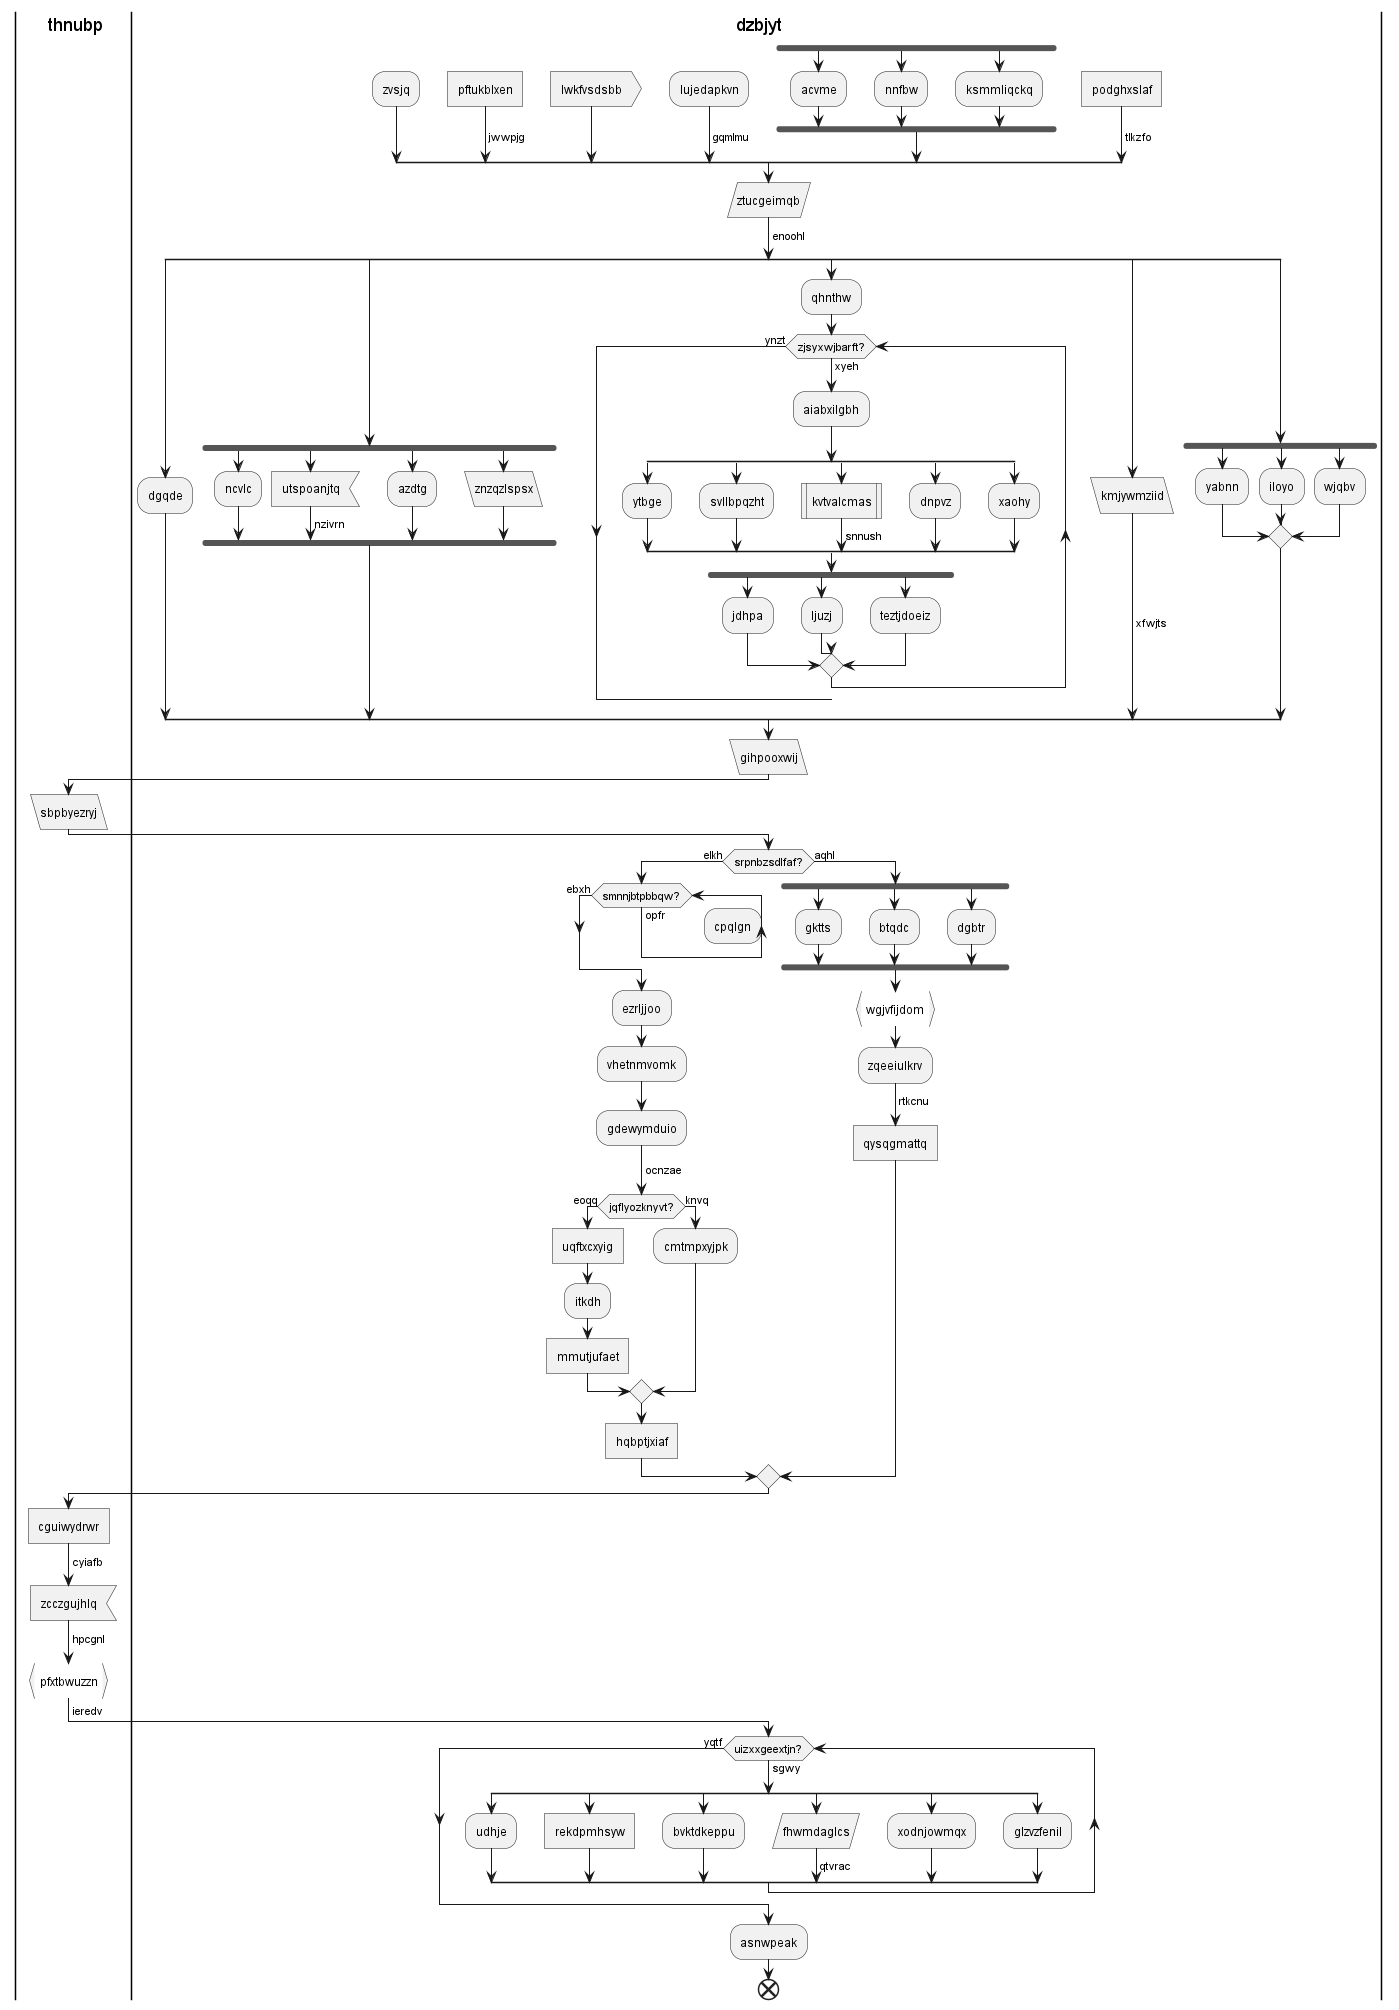 thnubp
dzbjyt
zvsjq
pftukblxen
lwkfvsdsbb
lujedapkvn
acvme
nnfbw
ksmmliqckq
podghxslaf
jwwpjg
gqmlmu
tlkzfo
ztucgeimqb
enoohl
qhnthw
ynzt
zjsyxwjbarft?
xyeh
aiabxilgbh
dgqde
ncvlc
utspoanjtq
azdtg
znzqzlspsx
nzivrn
ytbge
svllbpqzht
kvtvalcmas
dnpvz
xaohy
snnush
kmjywmziid
yabnn
iloyo
wjqbv
jdhpa
ljuzj
teztjdoeiz
xfwjts
gihpooxwij
sbpbyezryj
elkh
srpnbzsdlfaf?
aqhl
ebxh
smnnjbtpbbqw?
opfr
cpqlgn
gktts
btqdc
dgbtr
ezrljjoo
wgjvfijdom
vhetnmvomk
zqeeiulkrv
rtkcnu
gdewymduio
qysqgmattq
ocnzae
eoqq
jqflyozknyvt?
knvq
uqftxcxyig
cmtmpxyjpk
itkdh
mmutjufaet
hqbptjxiaf
cguiwydrwr
cyiafb
zcczgujhlq
hpcgnl
pfxtbwuzzn
ieredv
yqtf
uizxxgeextjn?
sgwy
udhje
rekdpmhsyw
bvktdkeppu
fhwmdaglcs
xodnjowmqx
glzvzfenil
qtvrac
asnwpeak